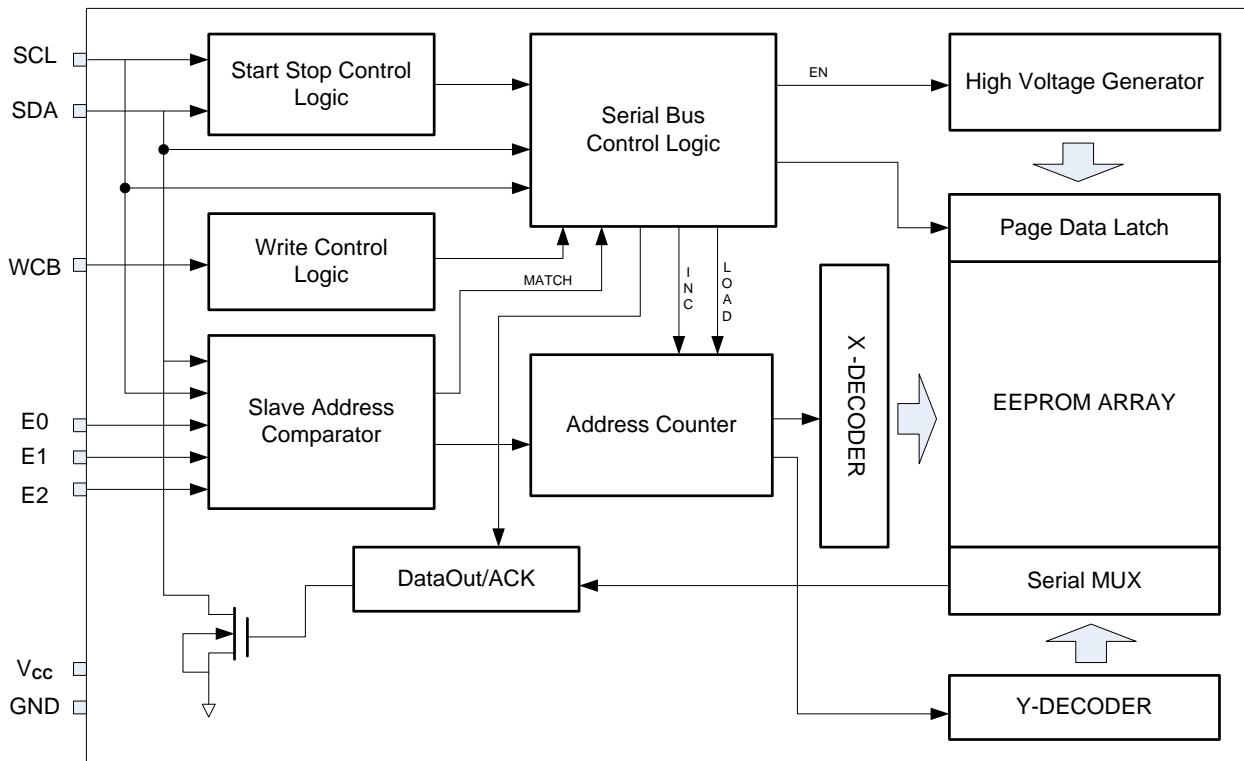 SCL
SDA
WCB
E0
E1
E2
Vcc
GND
Start Stop Control
Logic
Serial Bus
Control Logic
EN
High Voltage Generator
Write Control
Logic
MATCH
INC
LOAD
Page Data Latch
Slave Address
Comparator
Address Counter
X -DECODER
EEPROM ARRAY
DataOut/ACK
Serial MUX
Y-DECODER